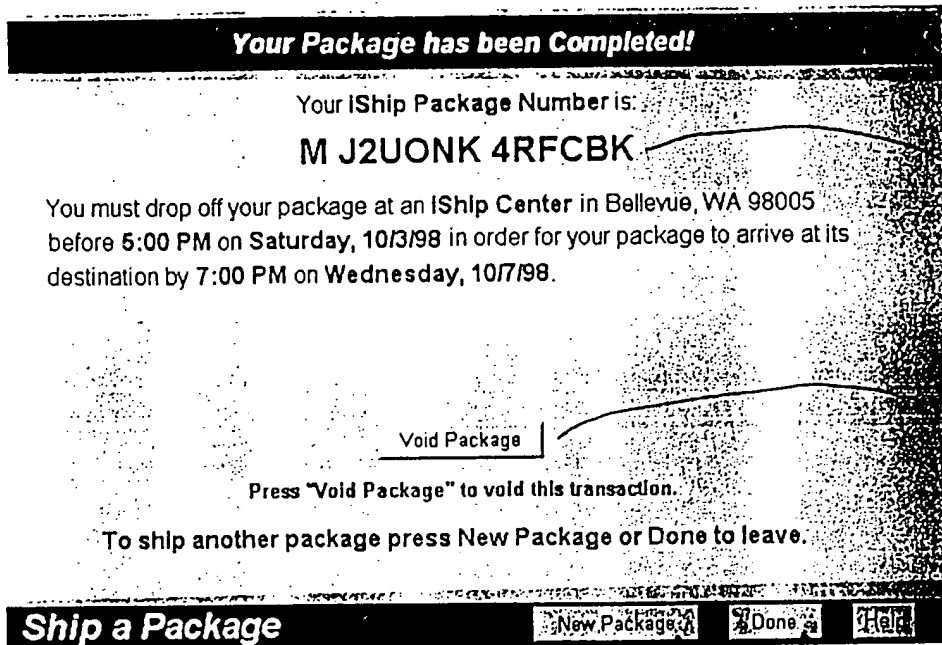 Your Package has been Completed!
Your iShip Package Number is:
M J2UONK 4RFCBK
You must drop off your package at an iShip Center in Bellevue, WA 98005
before 5:00 PM on Saturday, 10/3/98 in order for your package to arrive at its
destination by 7:00 PM on Wednesday, 10/7/98.
Void Package
Press "Void Package" to void this transaction.
To ship another package press New Package or Done to leave.
Ship a Package
New Package
Done
Help